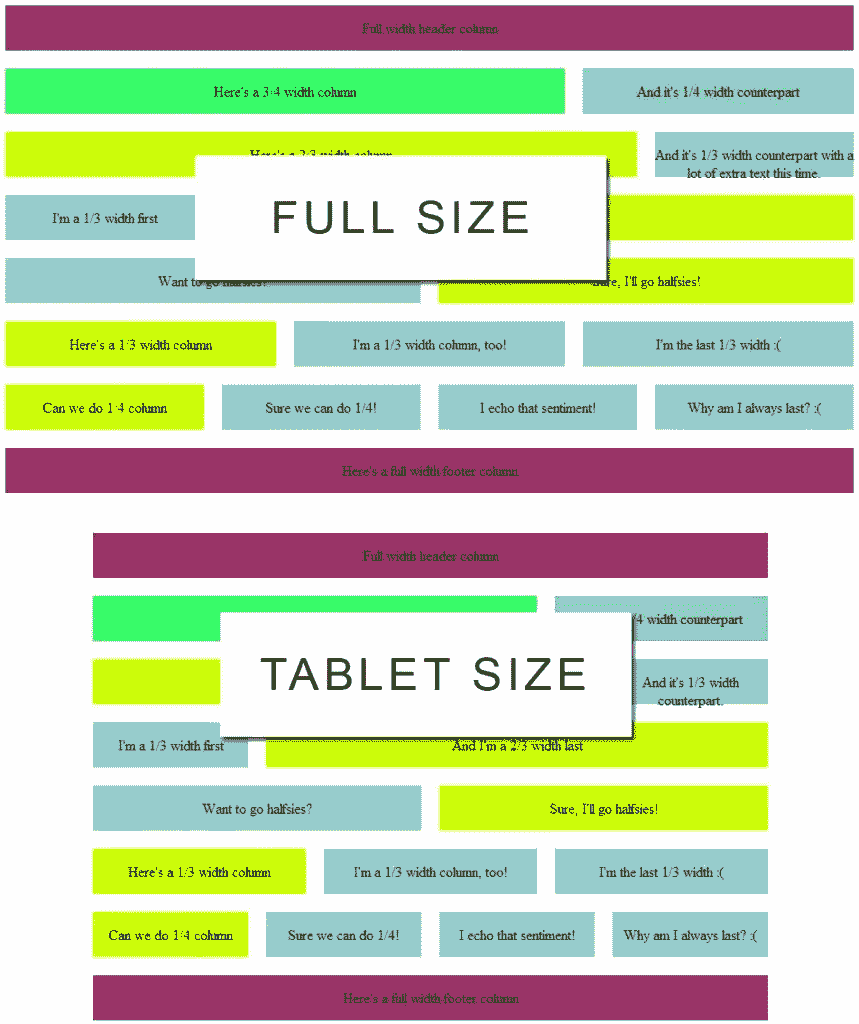 Full width header column
Here's a 3/4 width column
And it's 1/4 width counterpart
Here's a 2/3 width column
And it's 1/3 width counterpart with a
lot of extra text this time.
I'm a 1/3 width first
FULL SIZE
Want to go halfsies?
Sure, I'll go halfsies!
Here's a 1/3 width column
I'm a 1/3 width column, too!
I'm the last 1/3 width :(
Can we do 1/4 column
Sure we can do 1/4!
I echo that sentiment!
Why am I always last? :(
Here's a full width footer column
Full width header column
/4 width counterpart
TABLET SIZE
And it's 1/3 width
counterpart.
I'm a 1/3 width first
And I'm a 2/3 width last
Want to go halfsies?
Sure, I'll go halfsies!
Here's a 1/3 width column
I'm a 1/3 width column, too!
I'm the last 1/3 width :(
Can we do 1/4 column
Sure we can do 1/4!
I echo that sentiment!
Why am I always last? :(
Here's a full width footer column